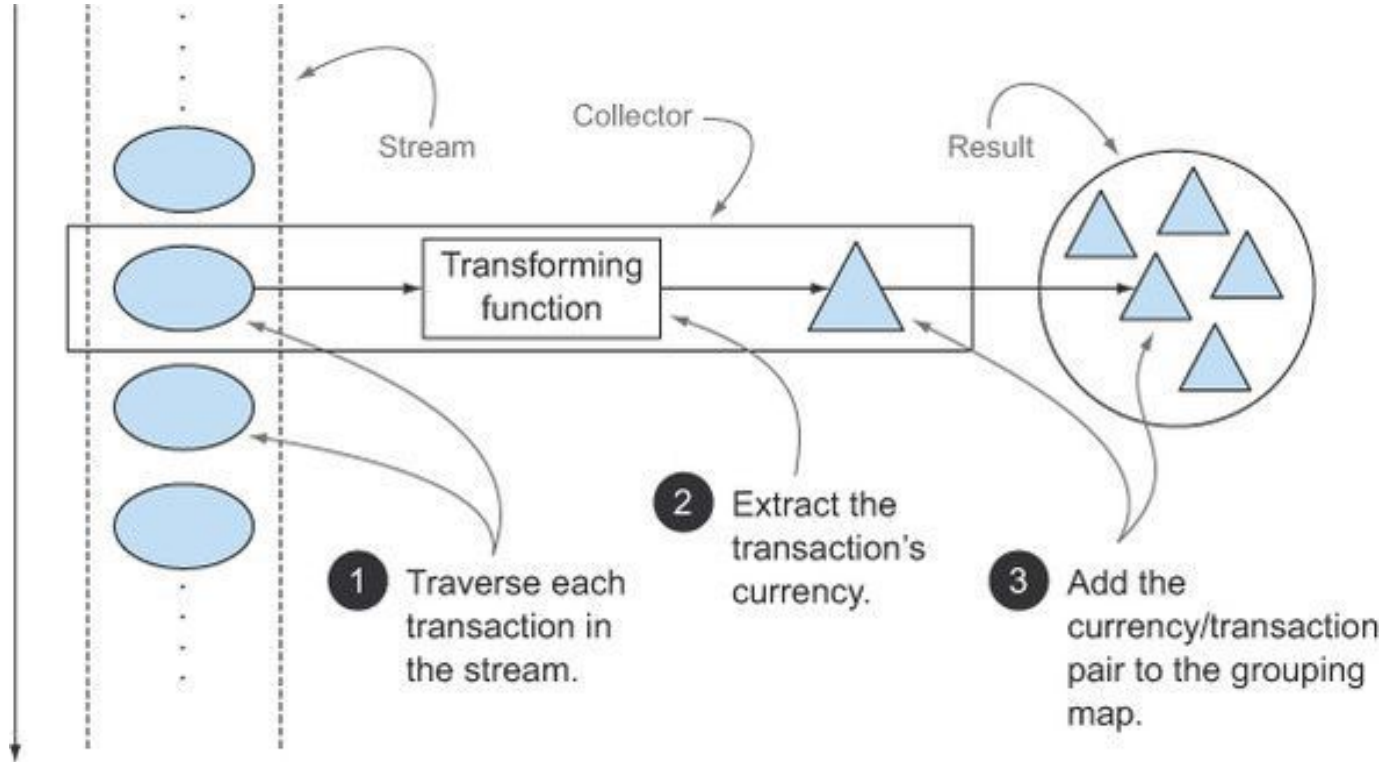 Stream
Collector
Result
Transforming
function
1 Traverse each
transaction in
the stream.
2 Extract the
transaction's
currency.
3 Add the
currency/transaction
pair to the grouping
map.